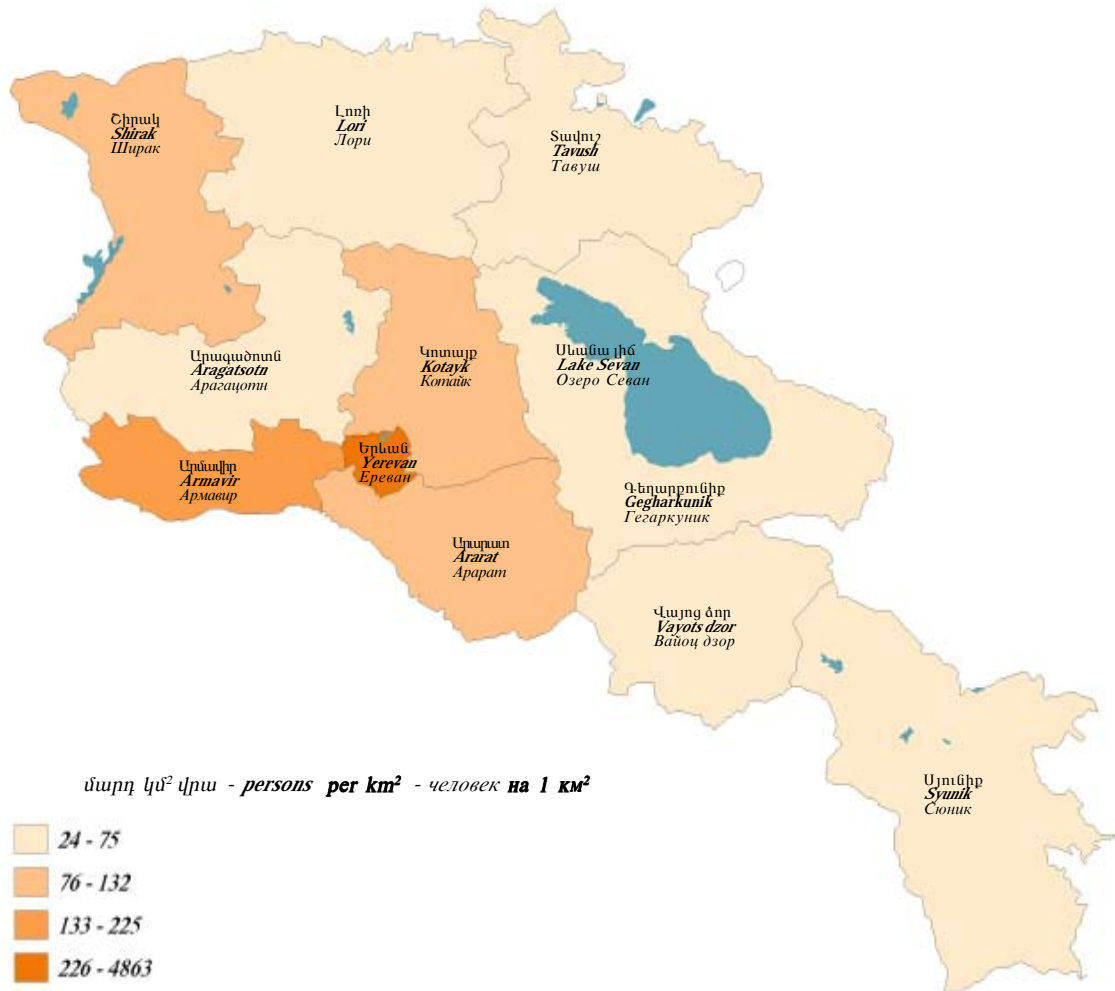 Շիրակ
Shirak
Ширак
Լոռի
Lori
Лори
Տավուշ
Tavush
Тавуш
Արագածոտն
Aragatsotn
Арагацотн
Կոտայք
Kotayk
Котайк
Սևանա լիճ
Lake Sevan
Озеро Севан
Արմավիր
Armavir
Армавир
Երևան
Yerevan
Ереван
Գեղարքունիք
Gegharkunik
Гегаркуник
Արարատ
Ararat
Арарат
Վայոց ձոր
Vayots dzor
Вайоц дзор
Սյունիք
Syunik
Сюник
մարդ կմ² վրա - persons per km² - человек на 1 км²
24 - 75
76 - 132
133 - 225
226 - 4863